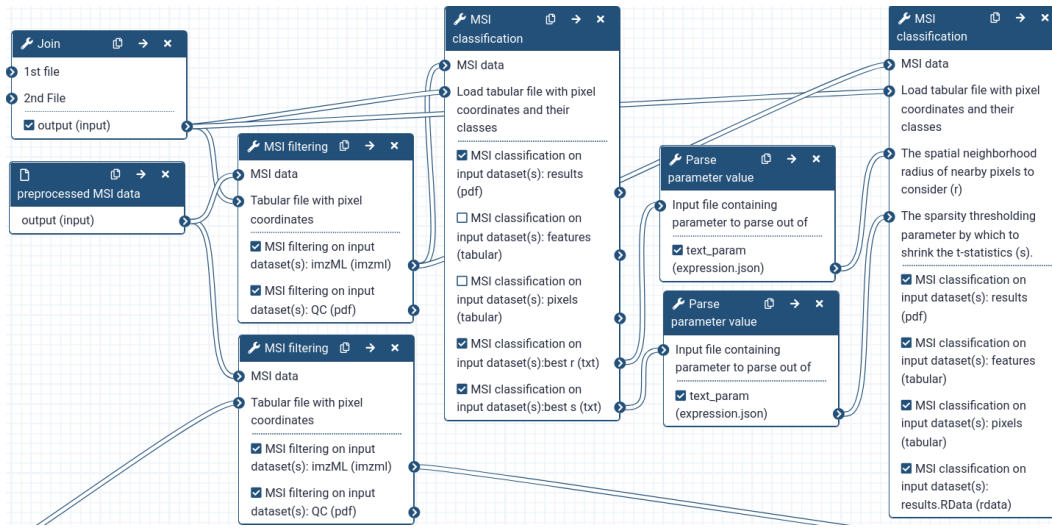 Join
1st file
2nd File
output (input)
preprocessed MSI data
output (input)
MSI filtering
MSI data
Tabular file with pixel
coordinates
MSI filtering on input
dataset(s): imzML (imzml)
MSI filtering on input
dataset(s): QC (pdf)
MSI filtering
MSI data
Tabular file with pixel
coordinates
MSI filtering on input
dataset(s): imzML (imzml)
MSI filtering on input
dataset(s): QC (pdf)
MSI
classification
MSI data
Load tabular file with pixel
coordinates and their
classes
MSI classification on
input dataset(s): results
(pdf)
MSI classification on
input dataset(s): features
(tabular)
MSI classification on
input dataset(s): pixels
(tabular)
MSI classification on
input dataset(s):best r (txt)
MSI classification on
input dataset(s):best s (txt)
Parse
parameter value
Input file containing
parameter to parse out of
text_param
(expression.json)
Parse
parameter value
Input file containing
parameter to parse out of
text_param
(expression.json)
MSI
classification
MSI data
Load tabular file with pixel
coordinates and their
classes
The spatial neighborhood
radius of nearby pixels to
consider (r)
The sparsity thresholding
parameter by which to
shrink the t-statistics (s).
MSI classification on
input dataset(s): results
(pdf)
MSI classification on
input dataset(s): features
(tabular)
MSI classification on
input dataset(s): pixels
(tabular)
MSI classification on
input dataset(s):
results.RData (rdata)